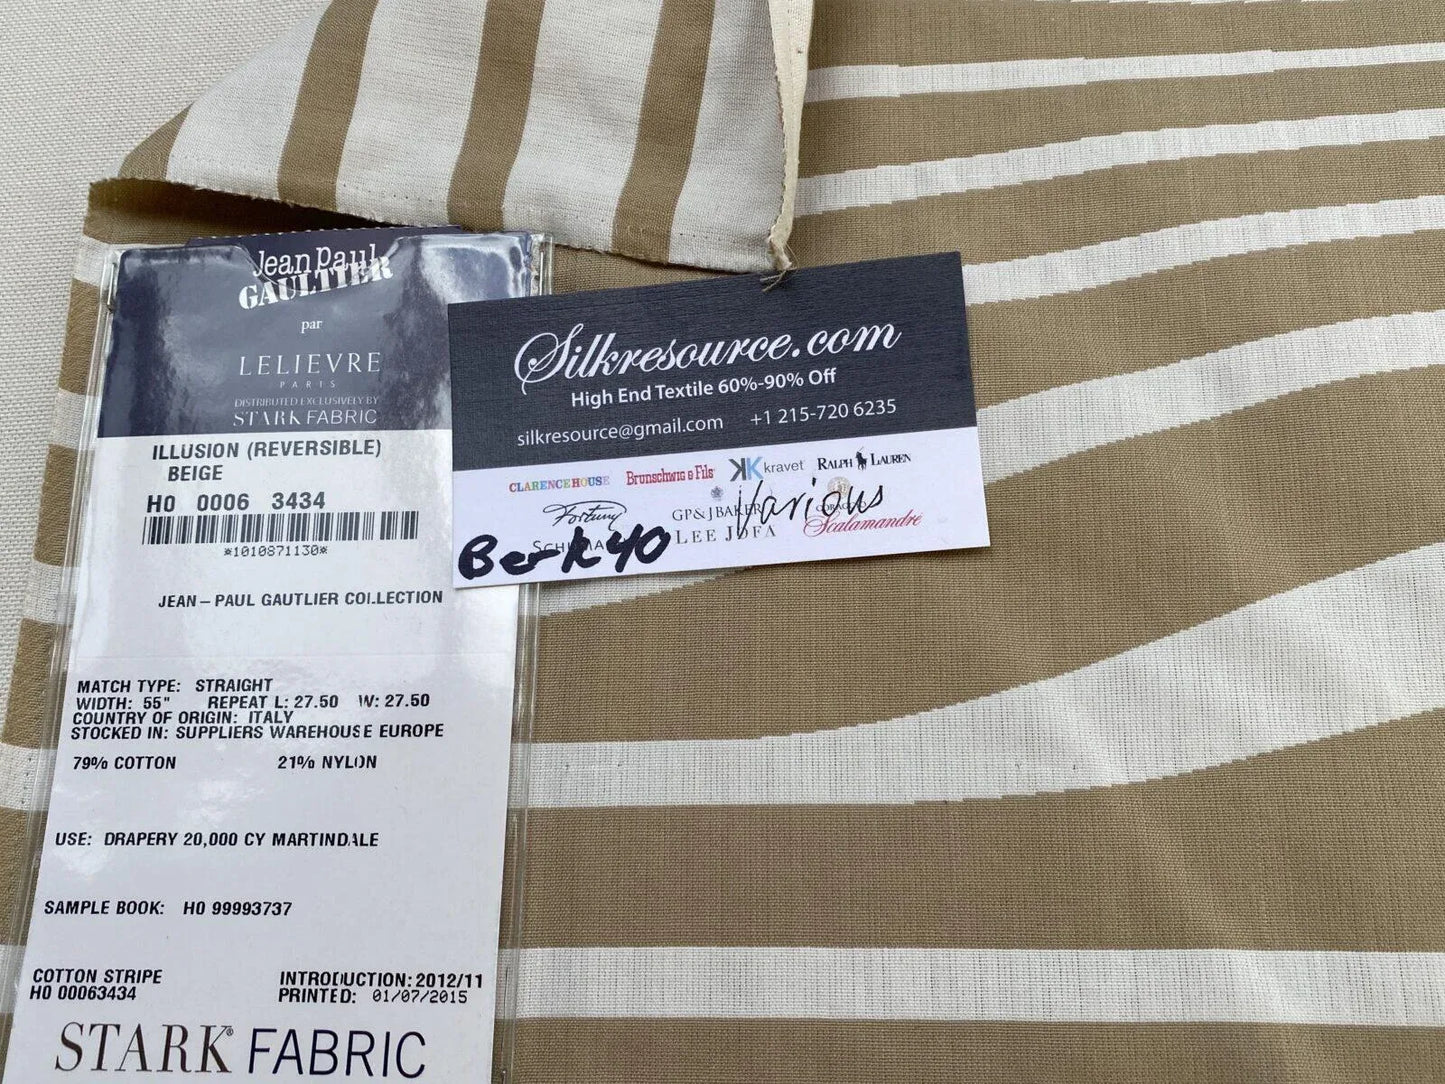 Jean Paul
GAULTIER
par
LELIEVRE
PARIS
DISTRIBUTED EXCLUSIVELY BY
STARK FABRIC
ILLUSION (REVERSIBLE)
BEIGE
H0 0006 3434
*1010871130*
JEAN-PAUL GAUTLIER COLLECTION
MATCH TYPE: STRAIGHT
WIDTH: 55" REPEAT L: 27.50 W: 27.50
COUNTRY OF ORIGIN: ITALY
STOCKED IN: SUPPLIERS WAREHOUSE EUROPE
79% COTTON 21% NYLON
USE: DRAPERY 20,000 CY MARTINDALE
SAMPLE BOOK: H0 99993737
COTTON STRIPE INTRODUCTION: 2012/11
H0 00063434 PRINTED: 01/07/2015
STARK® FABRIC
Silkresource.com
High End Textile 60%-90% Off
silkresource@gmail.com +1 215-720 6235
CLARENCE HOUSE Brunschwig & Fils kravet RALPH LAUREN
Fortuny GP & J BAKER Various
LEE JOFA Scalamandré